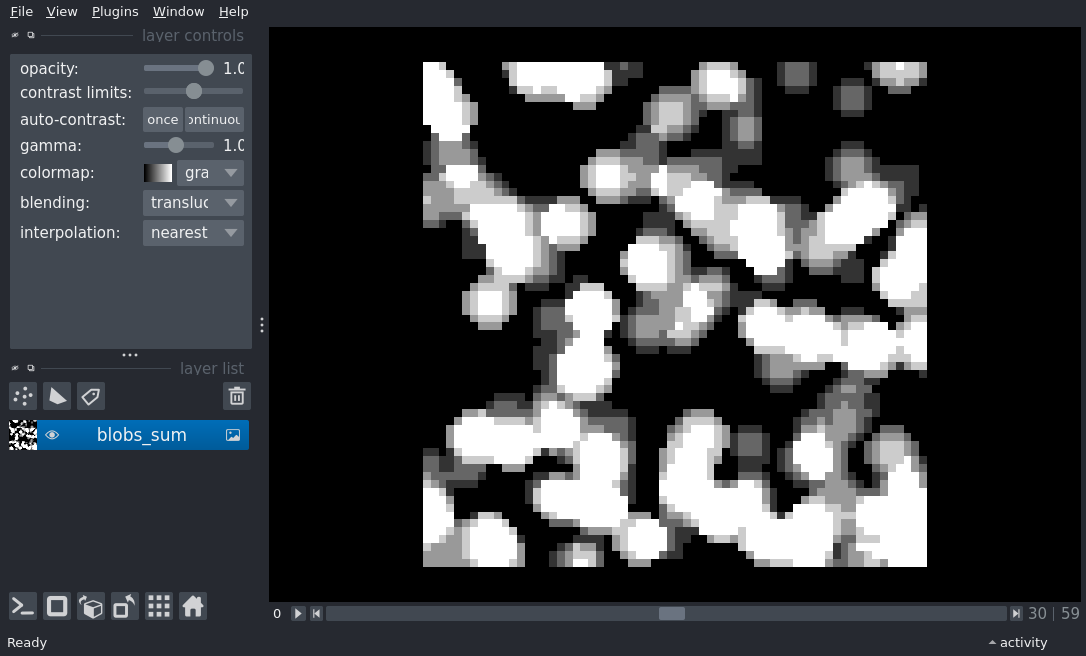 File View Plugins Window Help
layer controls
opacity: 1.0
contrast limits:
auto-contrast: once ontinuou
gamma: 1.0
colormap: gra
blending: transluc
interpolation: nearest
layer list
blobs_sum
0 30 | 59
Ready activity